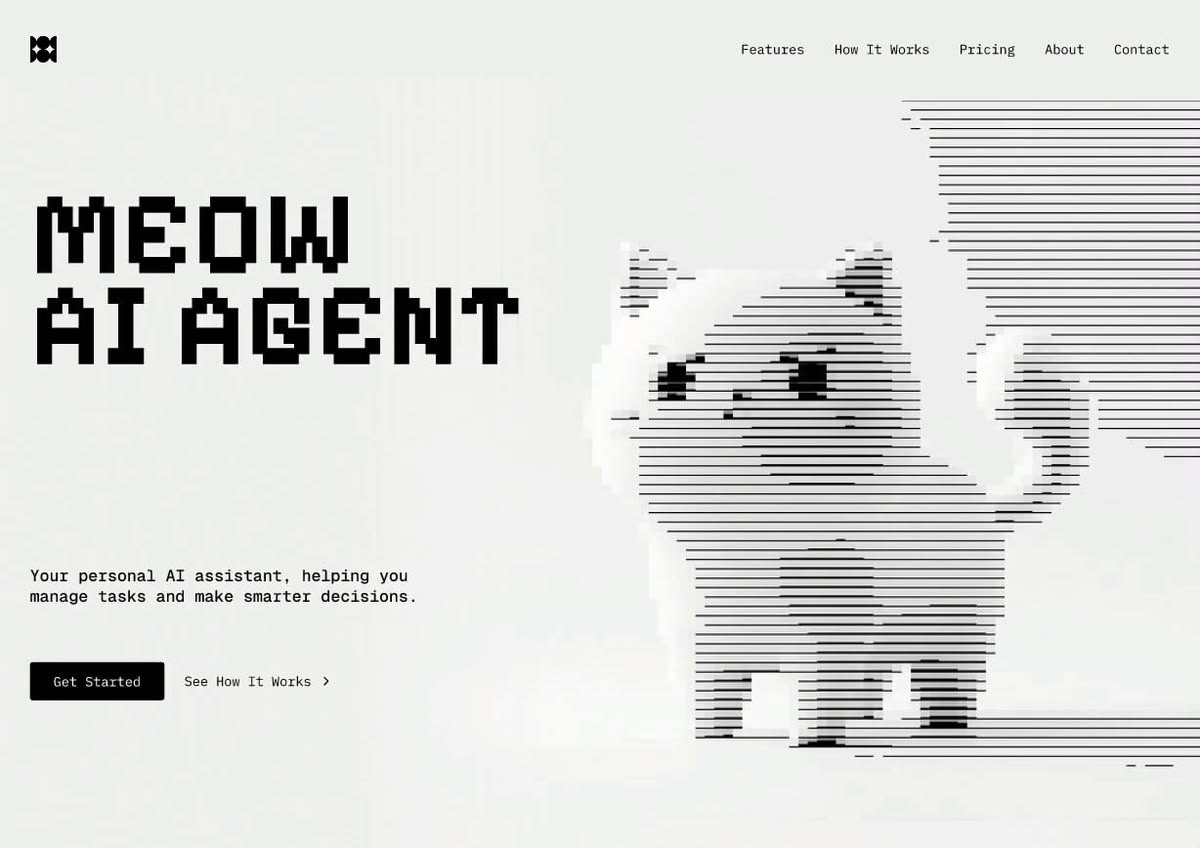 Features
How It Works
Pricing
About
Contact
MEOW
AI AGENT
Your personal AI assistant, helping you
manage tasks and make smarter decisions.
Get Started
See How It Works